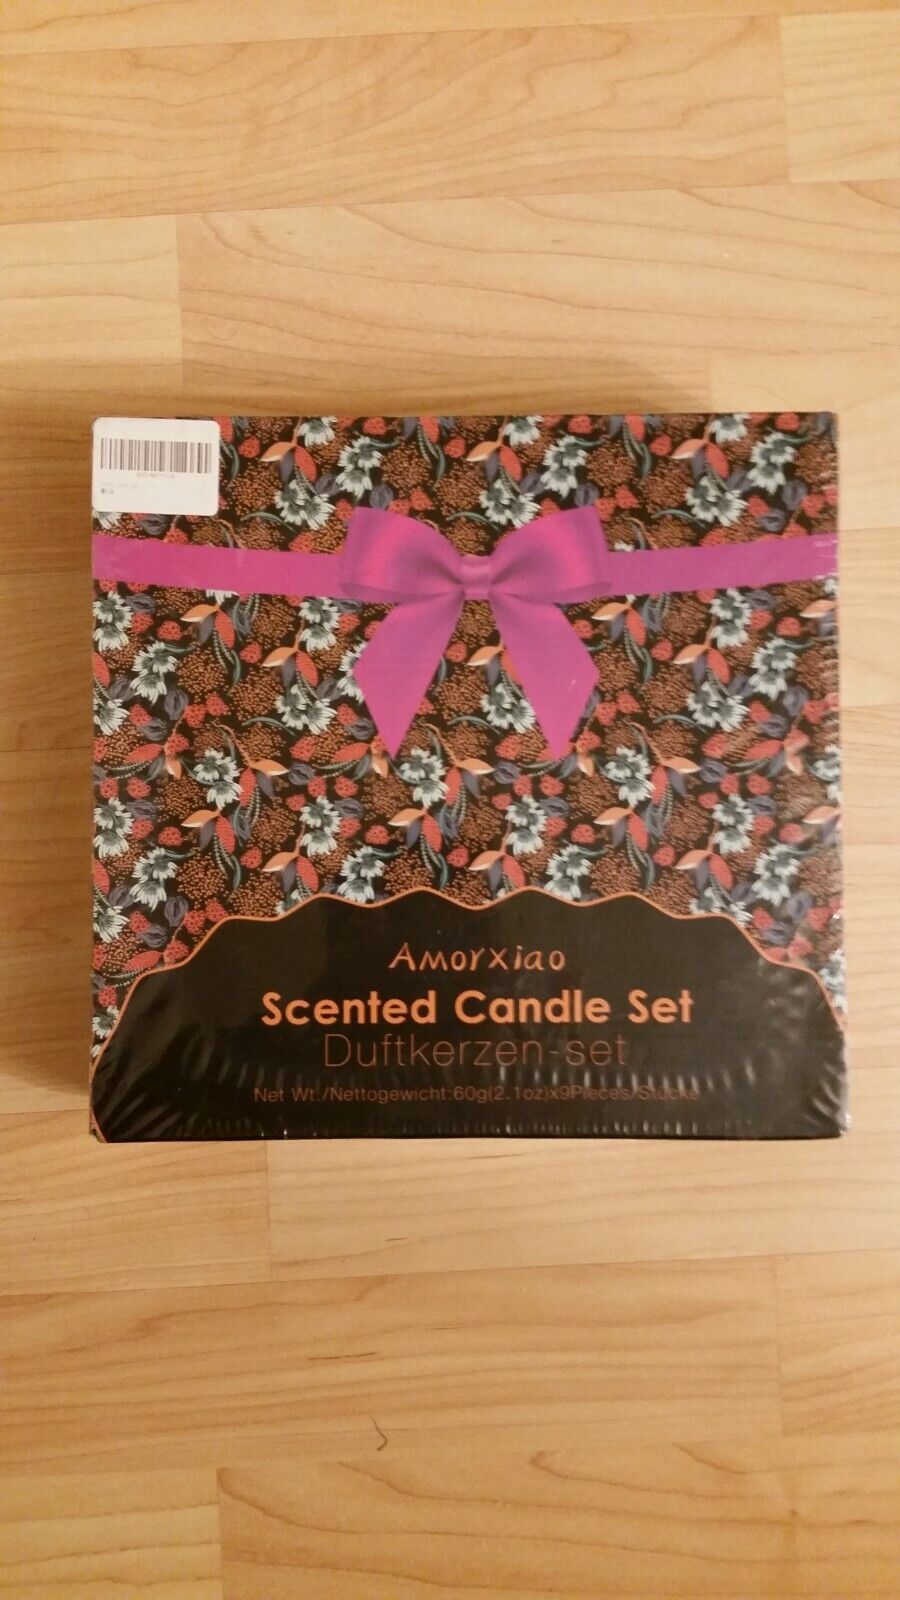 Amorxiao
Scented Candle Set
Duftkerzen-set
Net Wt:/Nettogewicht:60g(2.1oz)x9Pieces/Stücke